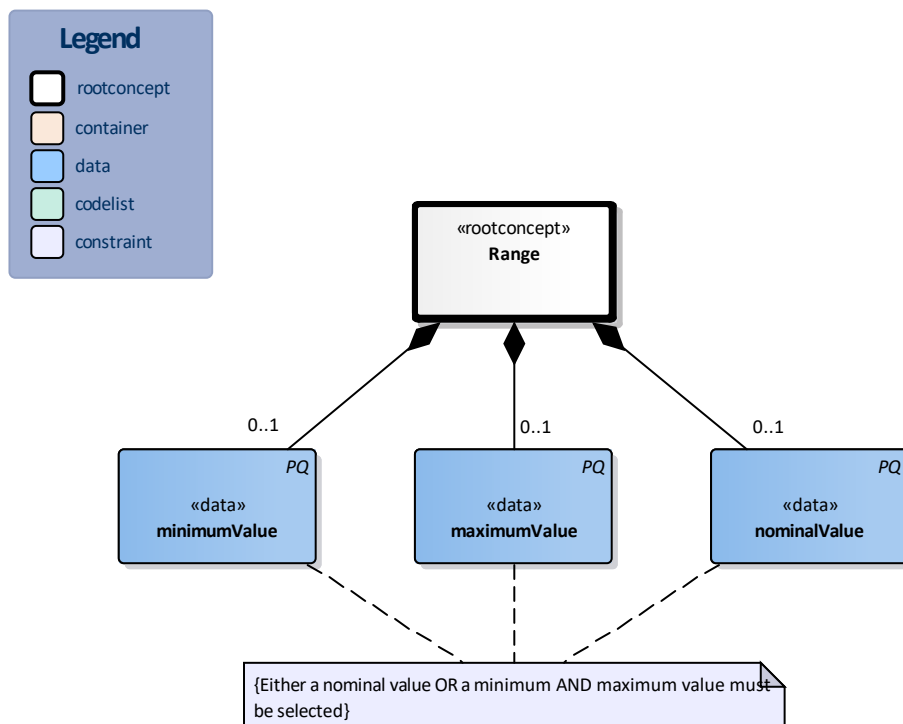 Legend
rootconcept
container
data
codelist
constraint
«rootconcept»
Range
0..1
0..1
0..1
PQ
«data»
minimumValue
PQ
«data»
maximumValue
PQ
«data»
nominalValue
{Either a nominal value OR a minimum AND maximum value must
be selected}